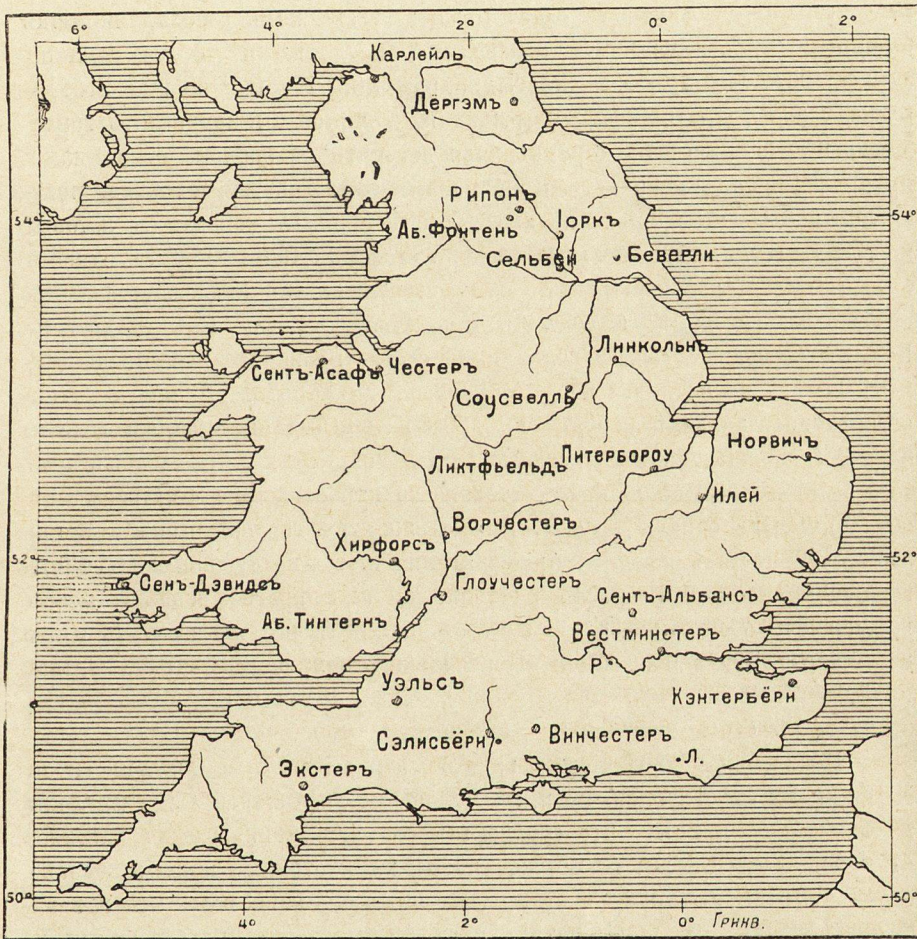 6° 4° 2° 0° 2°
Карлейль
Дёргэмъ
Рипонъ
54° 54°
Іоркъ
Аб. Фонтень
Сельбей Беверли
Линкольнъ
Сентъ-Асафъ Честеръ
Соусвелль
Норвичъ
Ликтфьельдъ Питербороу
Илей
Ворчестеръ
Хирфорсъ
52° 52°
Сенъ-Дэвидсъ Глоучестеръ
Сентъ-Альбансъ
Аб. Тинтернъ
Вестминстеръ
Р.
Уэльсъ
Кэнтербёри
Сэлисбёри Винчестеръ
Л.
Экстеръ
50° 50°
4° 2° 0° Гринв.